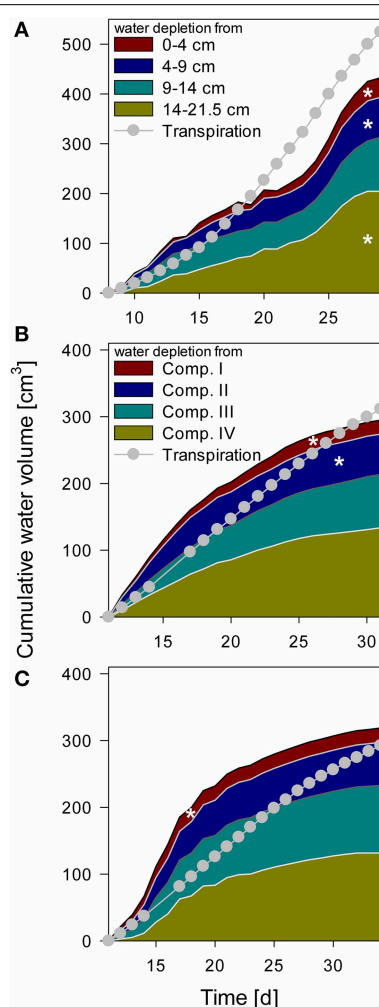 A
water depletion from
0-4 cm
4-9 cm
9-14 cm
14-21.5 cm
Transpiration
500
400
300
200
100
0
*
*
*
10 15 20 25
B
water depletion from
Comp. I
Comp. II
Comp. III
Comp. IV
Transpiration
400
300
200
100
0
*
*
15 20 25 30
Cumulative water volume [cm³]
C
400
300
200
100
0
*
15 20 25 30
Time [d]